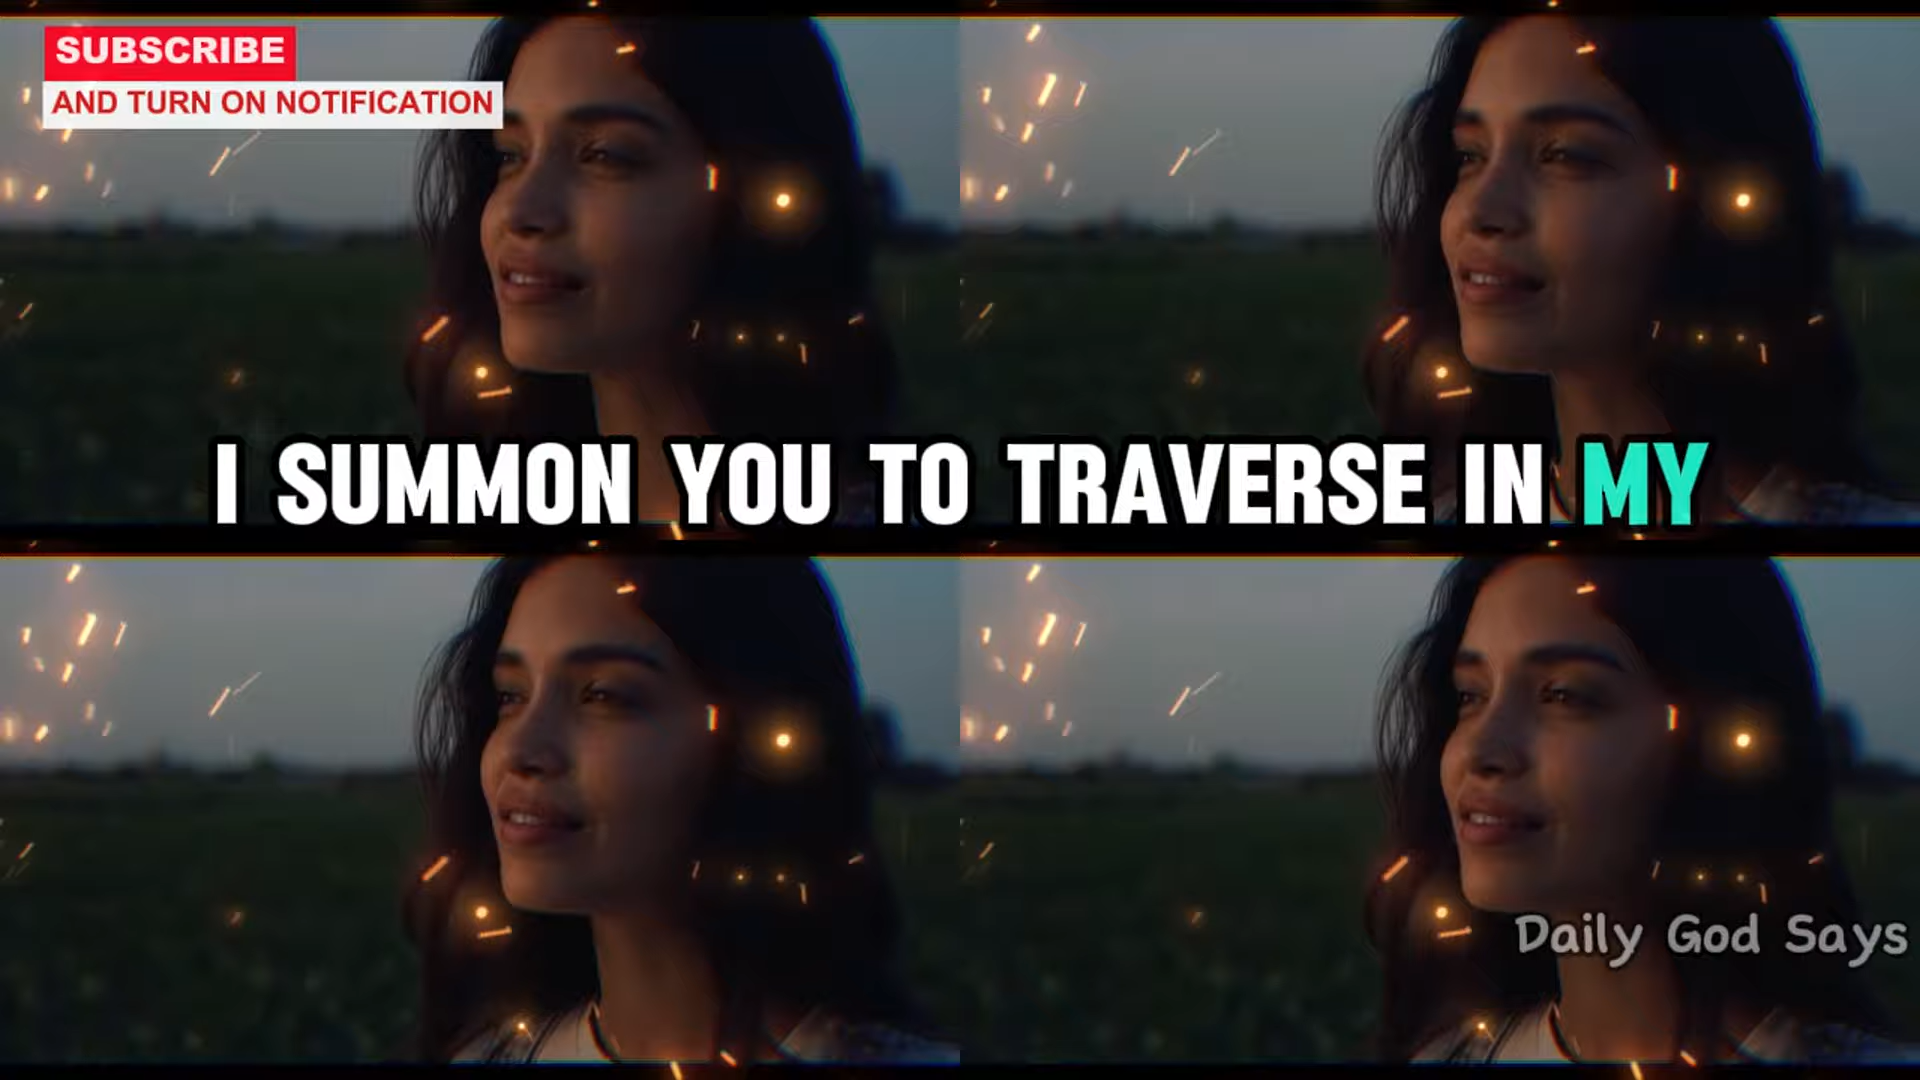 SUBSCRIBE
AND TURN ON NOTIFICATION
I SUMMON YOU TO TRAVERSE IN MY
Daily God Says